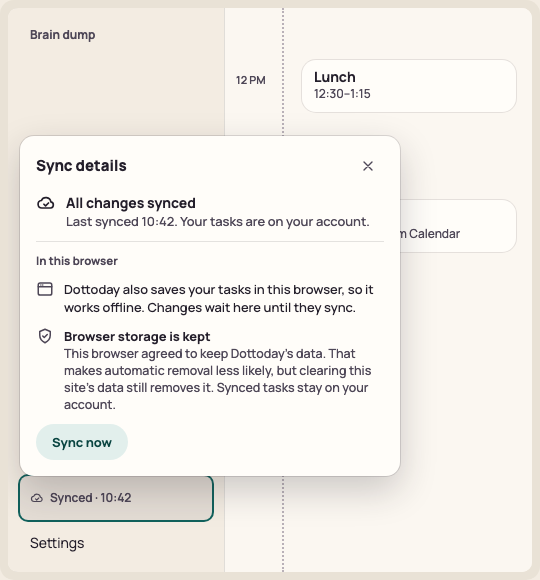 Brain dump
12 PM
Lunch
12:30–1:15
Sync details
All changes synced
Last synced 10:42. Your tasks are on your account.
Calendar
In this browser
Dottoday also saves your tasks in this browser, so it
works offline. Changes wait here until they sync.
Browser storage is kept
This browser agreed to keep Dottoday's data. That
makes automatic removal less likely, but clearing this
site's data still removes it. Synced tasks stay on your
account.
Sync now
Synced · 10:42
Settings